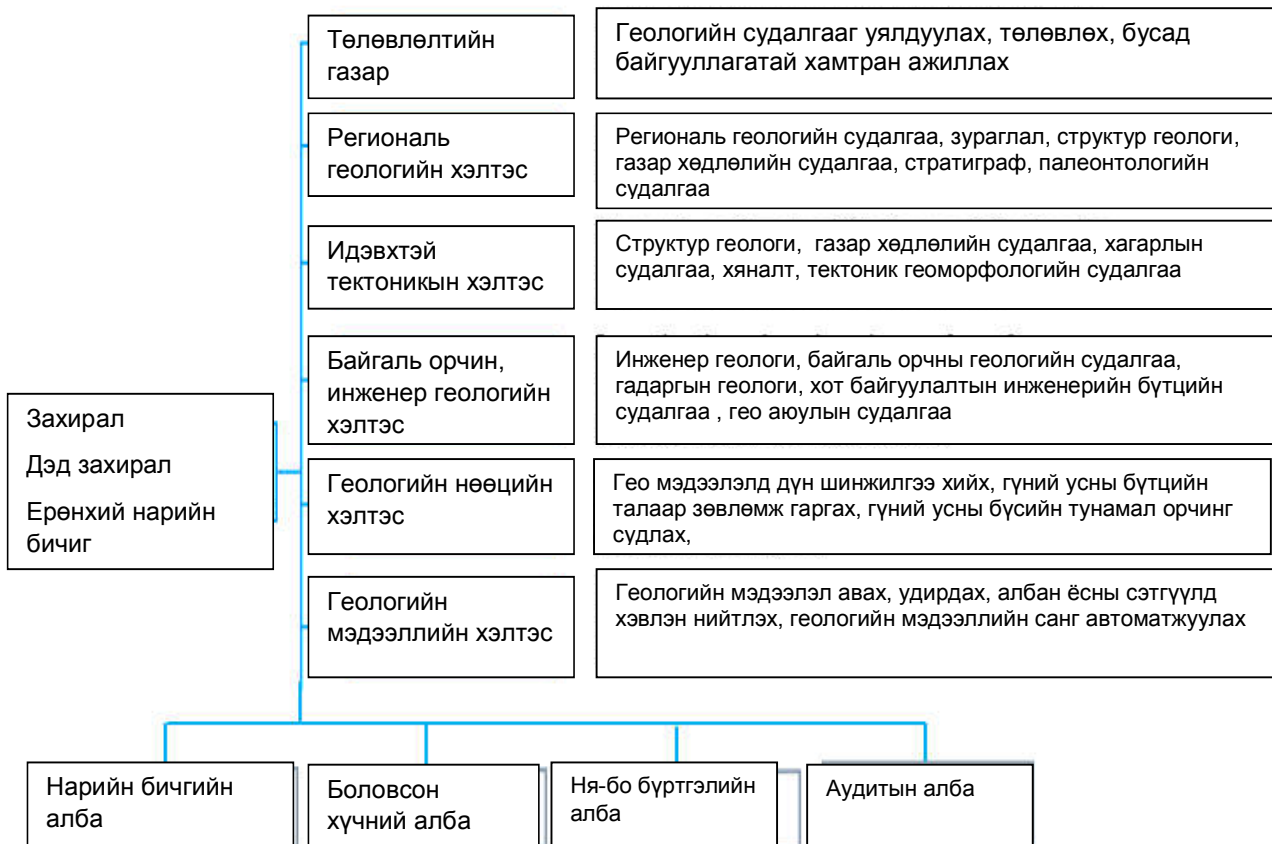 Төлөвлөлтийн
газар
Геологийн судалгааг уялдуулах, төлөвлөх, бусад
байгууллагатай хамтран ажиллах
Региональ
геологийн хэлтэс
Региональ геологийн судалгаа, зураглал, структур геологи,
газар хөдлөлийн судалгаа, стратиграф, палеонтологийн
судалгаа
Идэвхтэй
тектоникын хэлтэс
Структур геологи, газар хөдлөлийн судалгаа, хагарлын
судалгаа, хяналт, тектоник геоморфологийн судалгаа
Байгаль орчин,
инженер геологийн
хэлтэс
Инженер геологи, байгаль орчны геологийн судалгаа,
гадаргын геологи, хот байгуулалтын инженерийн бүтцийн
судалгаа , гео аюулын судалгаа
Захирал
Дэд захирал
Ерөнхий нарийн
бичиг
Геологийн нөөцийн
хэлтэс
Гео мэдээлэлд дүн шинжилгээ хийх, гүний усны бүтцийн
талаар зөвлөмж гаргах, гүний усны бүсийн тунамал орчинг
судлах,
Геологийн
мэдээллийн хэлтэс
Геологийн мэдээлэл авах, удирдах, албан ёсны сэтгүүлд
хэвлэн нийтлэх, геологийн мэдээллийн санг автоматжуулах
Нарийн бичгийн
алба
Боловсон
хүчний алба
Ня-бо бүртгэлийн
алба
Аудитын алба